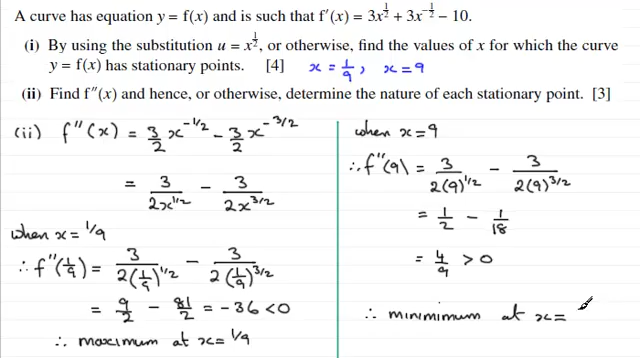 A curve has equation y = f(x) and is such that f′(x) = 3x^{1/2} + 3x^{−1/2} − 10.
(i) By using the substitution u = x^{1/2}, or otherwise, find the values of x for which the curve
y = f(x) has stationary points. [4] x = 1/9, x = 9
(ii) Find f″(x) and hence, or otherwise, determine the nature of each stationary point. [3]
(ii) f″(x) = 3/2 x^{-1/2} − 3/2 x^{-3/2}
= 3/(2x^{1/2}) − 3/(2x^{3/2})
when x = 1/9
∴ f″(1/9) = 3/(2(1/9)^{1/2}) − 3/(2(1/9)^{3/2})
= 9/2 − 81/2 = −36 < 0
∴ maximum at x = 1/9
when x = 9
∴ f″(9) = 3/(2(9)^{1/2}) − 3/(2(9)^{3/2})
= 1/2 − 1/18
= 4/9 > 0
∴ minimimum at x =